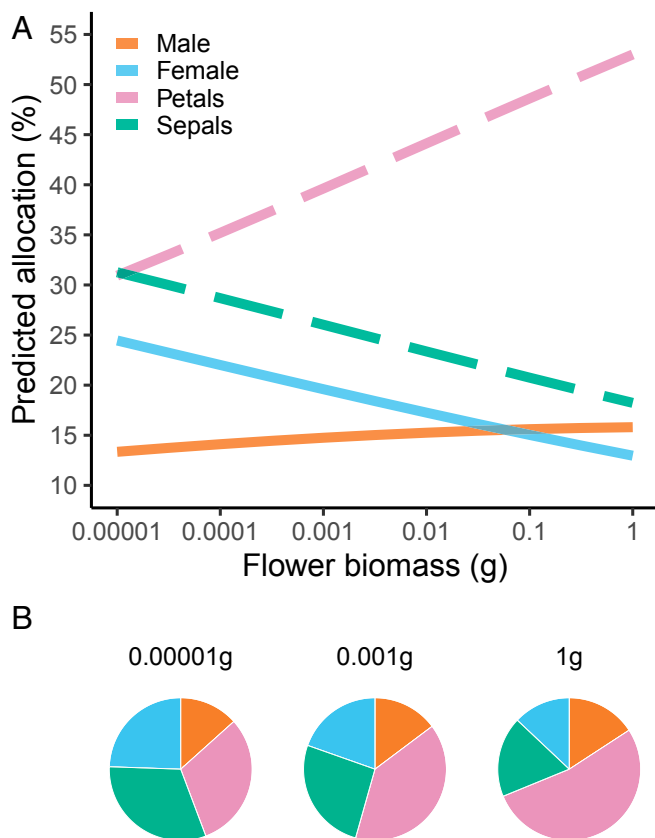 A
Male
Female
Petals
Sepals
Predicted allocation (%)
55
50
45
40
35
30
25
20
15
10
0.00001 0.0001 0.001 0.01 0.1 1
Flower biomass (g)
B
0.00001g 0.001g 1g